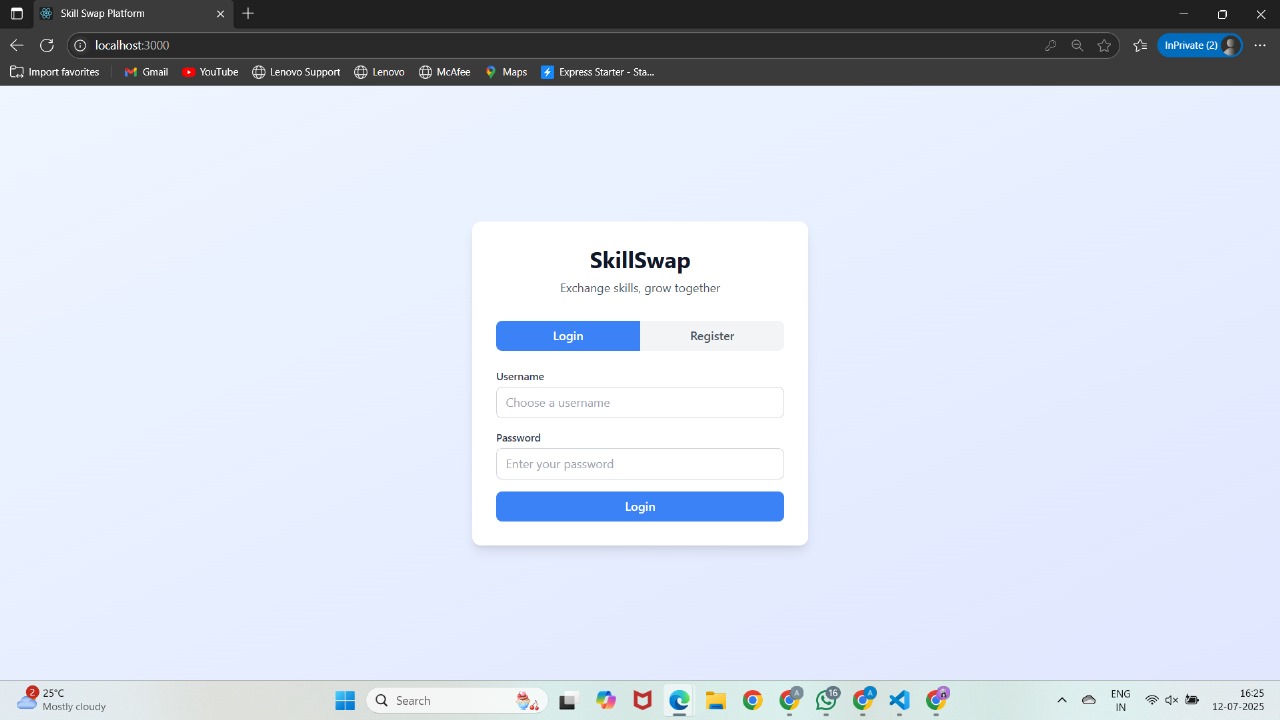 Skill Swap Platform
localhost:3000
InPrivate (2)
Import favorites
Gmail
YouTube
Lenovo Support
Lenovo
McAfee
Maps
Express Starter - Sta...
SkillSwap
Exchange skills, grow together
Login
Register
Username
Choose a username
Password
Enter your password
Login
2
25°C
Mostly cloudy
Search
A
16
A
ENG
IN
16:25
12-07-2025